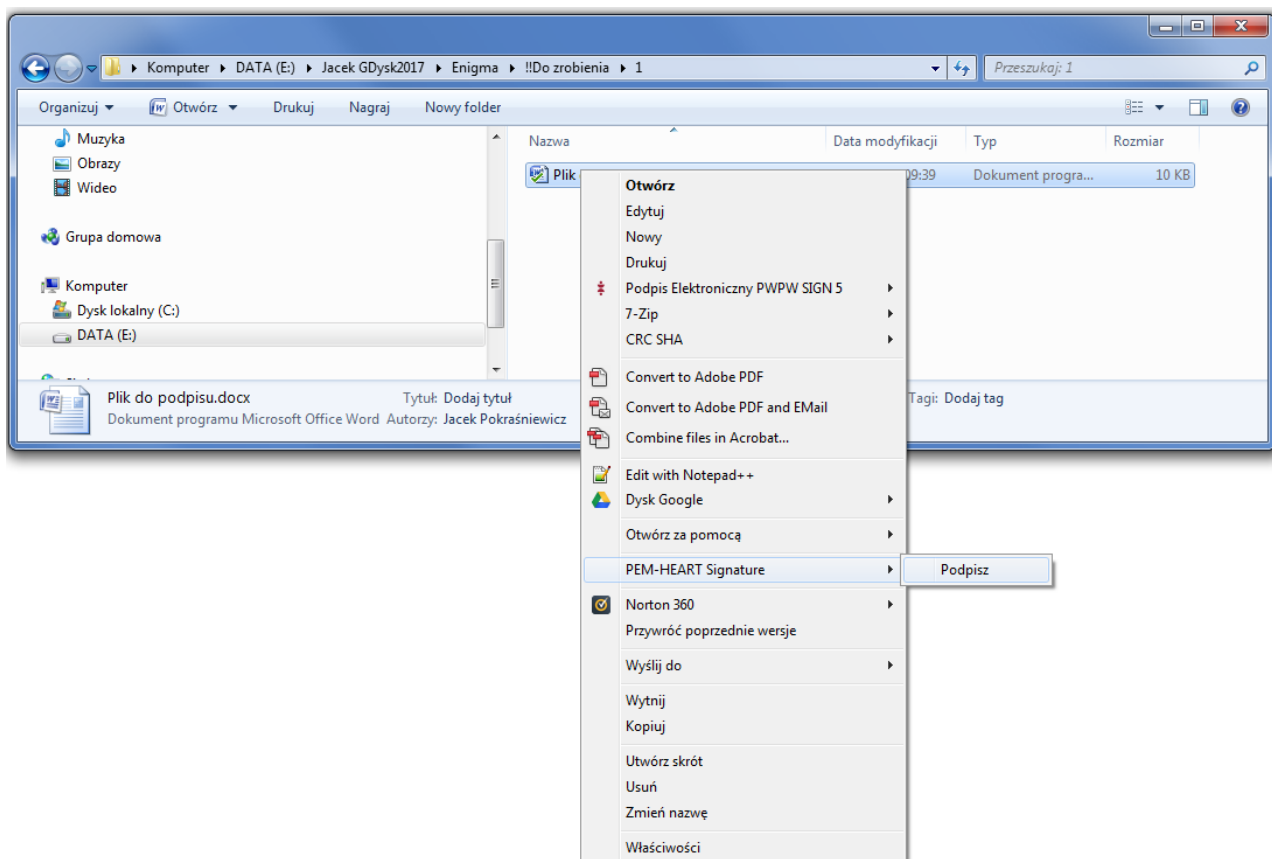 Komputer DATA (E:) Jacek GDysk2017 Enigma !!Do zrobienia 1
Przeszukaj: 1
Organizuj Otwórz Drukuj Nagraj Nowy folder
Muzyka
Obrazy
Wideo
Grupa domowa
Komputer
Dysk lokalny (C:)
DATA (E:)
Nazwa Data modyfikacji Typ Rozmiar
Plik 09:39 Dokument progra... 10 KB
Otwórz
Edytuj
Nowy
Drukuj
Podpis Elektroniczny PWPW SIGN 5
7-Zip
CRC SHA
Convert to Adobe PDF
Convert to Adobe PDF and EMail
Combine files in Acrobat...
Edit with Notepad++
Dysk Google
Otwórz za pomocą
PEM-HEART Signature
Podpisz
Norton 360
Przywróć poprzednie wersje
Wyślij do
Wytnij
Kopiuj
Utwórz skrót
Usuń
Zmień nazwę
Właściwości
Plik do podpisu.docx Tytuł: Dodaj tytuł Tagi: Dodaj tag
Dokument programu Microsoft Office Word Autorzy: Jacek Pokraśniewicz